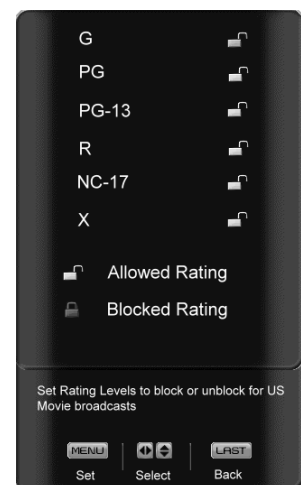 G
PG
PG-13
R
NC-17
X
Allowed Rating
Blocked Rating
Set Rating Levels to block or unblock for US
Movie broadcasts
MENU LAST
Set Select Back